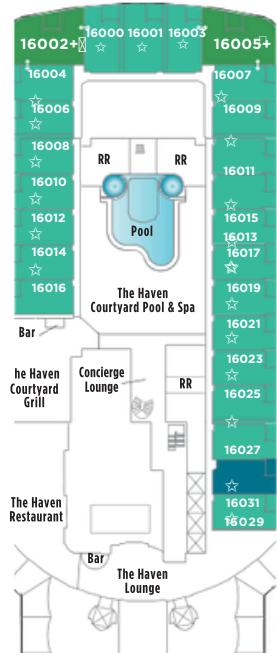 16002+
16000
16001
16003
16005+
16004
16007
16006
16009
16008
RR
RR
16010
16011
16012
16015
Pool
16013
16014
16017
16016
The Haven
Courtyard Pool & Spa
16019
Bar
16021
he Haven
Courtyard
Grill
Concierge
Lounge
RR
16023
16025
16027
The Haven
Restaurant
16031
16029
Bar
The Haven
Lounge